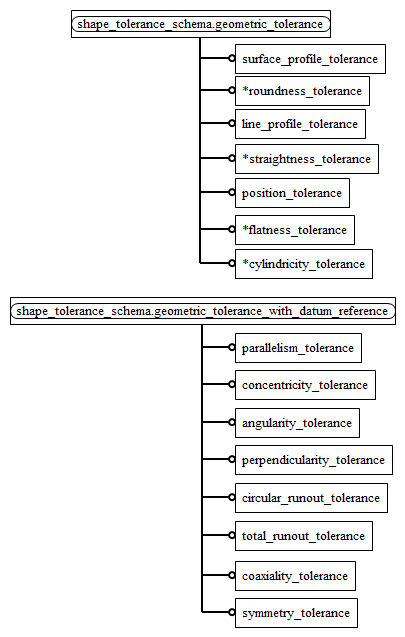 shape_tolerance_schema.geometric_tolerance
surface_profile_tolerance
*roundness_tolerance
line_profile_tolerance
*straightness_tolerance
position_tolerance
*flatness_tolerance
*cylindricity_tolerance
shape_tolerance_schema.geometric_tolerance_with_datum_reference
parallelism_tolerance
concentricity_tolerance
angularity_tolerance
perpendicularity_tolerance
circular_runout_tolerance
total_runout_tolerance
coaxiality_tolerance
symmetry_tolerance